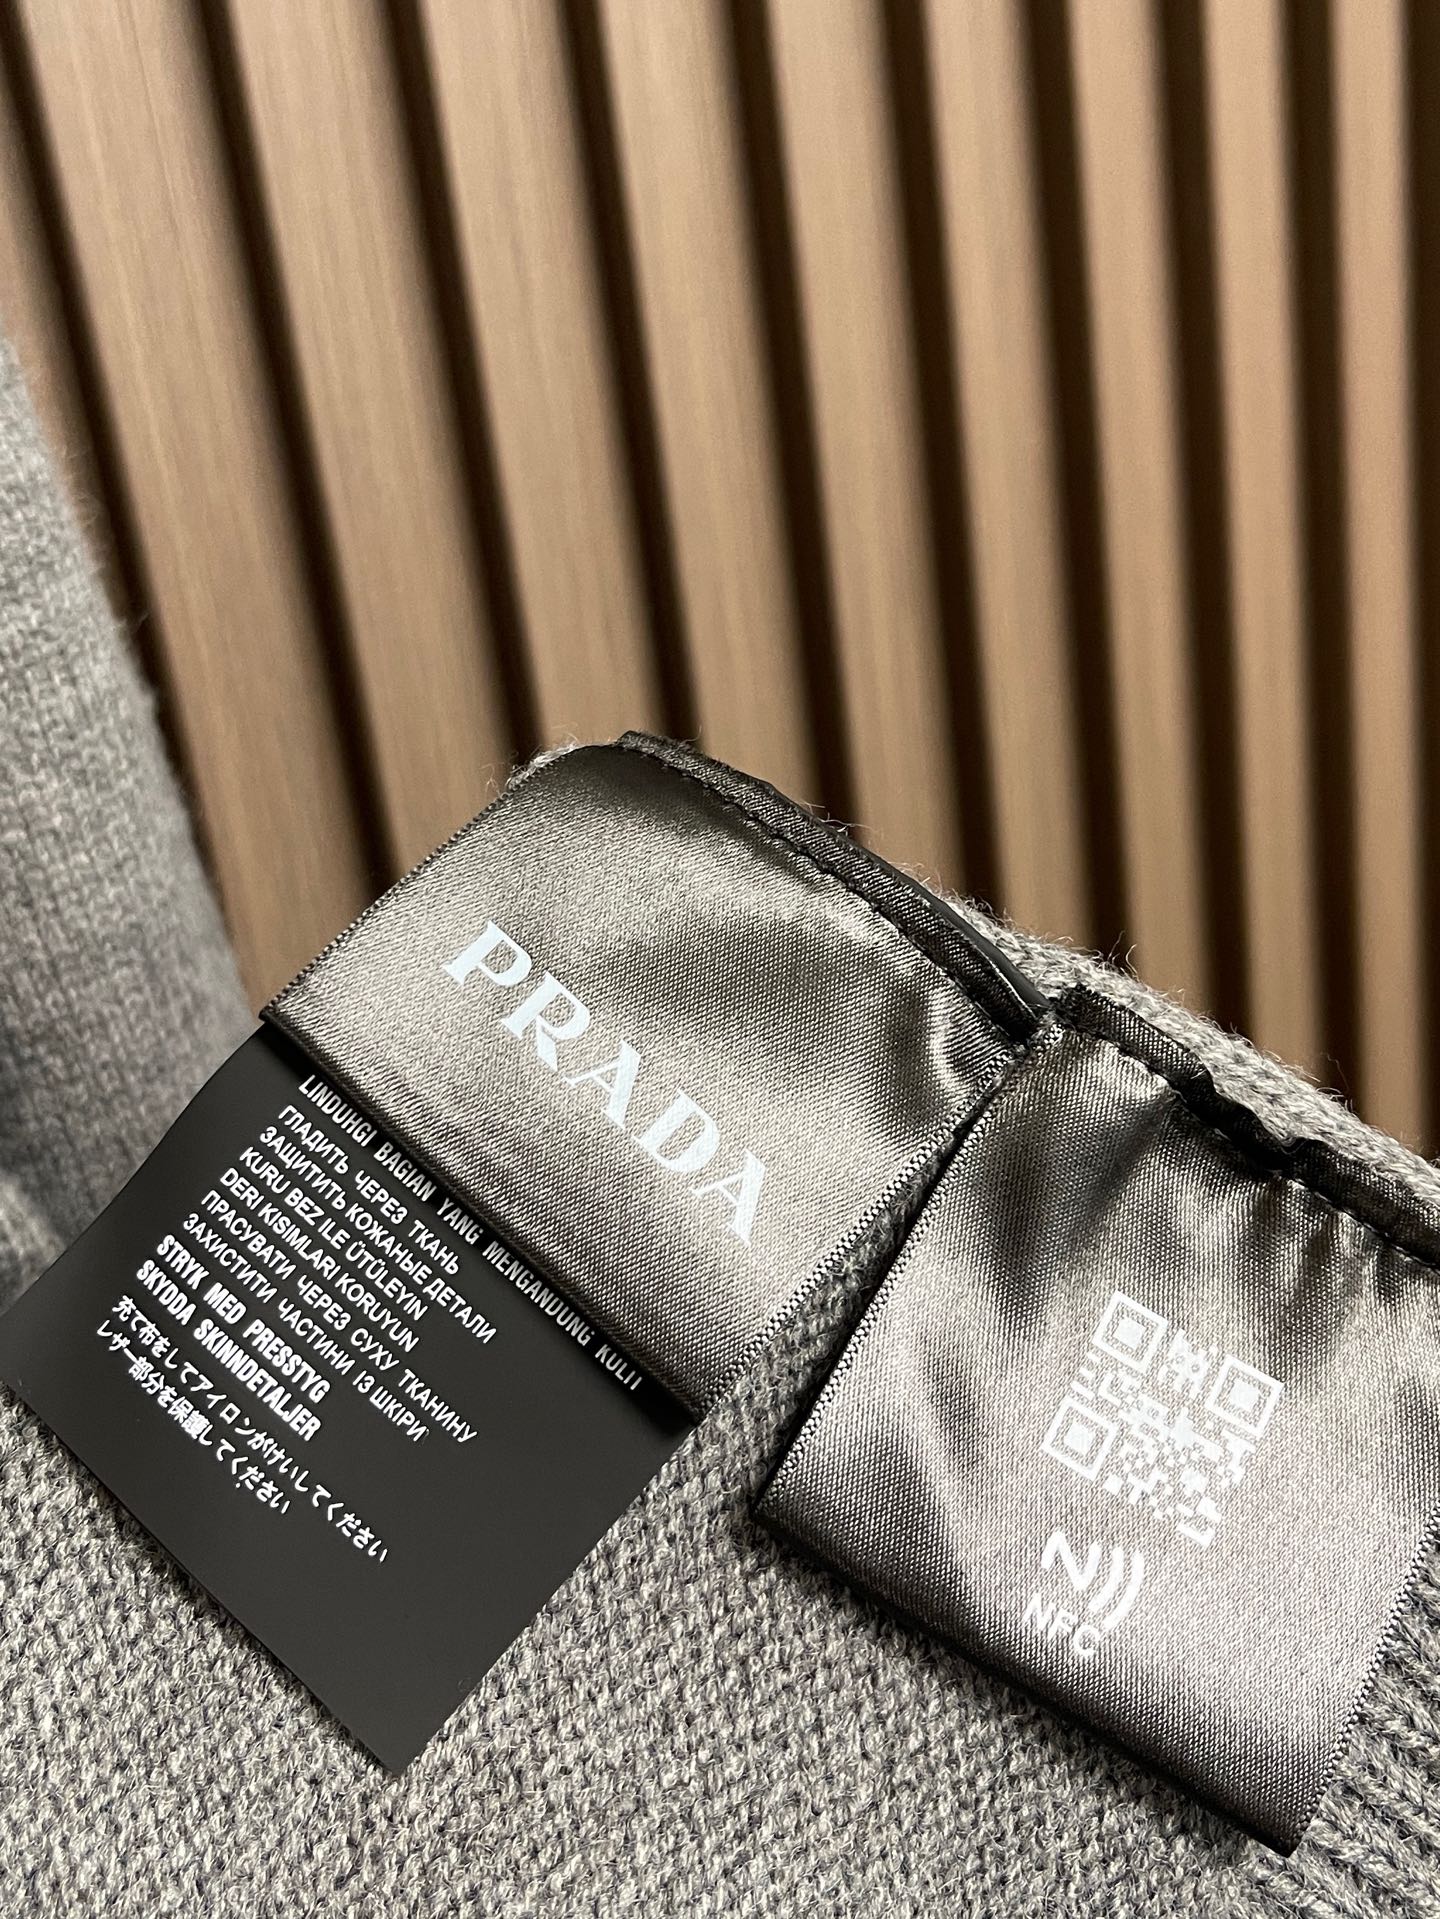 PRADA
LINDUHGI BAGIAN YANG MENGANDUNG KULIT
ГЛАДИТЬ ЧЕРЕЗ ТКАНЬ
ЗАЩИТИТЬ КОЖАНЫЕ ДЕТАЛИ
KURU BEZ ILE ÜTÜLEYIN
DERI KISIMLARI KORUYUN
ПРАСУВАТИ ЧЕРЕЗ СУХУ ТКАНИНУ
ЗАХИСТИТИ ЧАСТИНИ ІЗ ШКІРИ
STRYK MED PRESSTYG
SKYDDA SKINNDETALJER
充て布をしてアイロンがけいしてください
レザー部分を保護してください
N
NFC